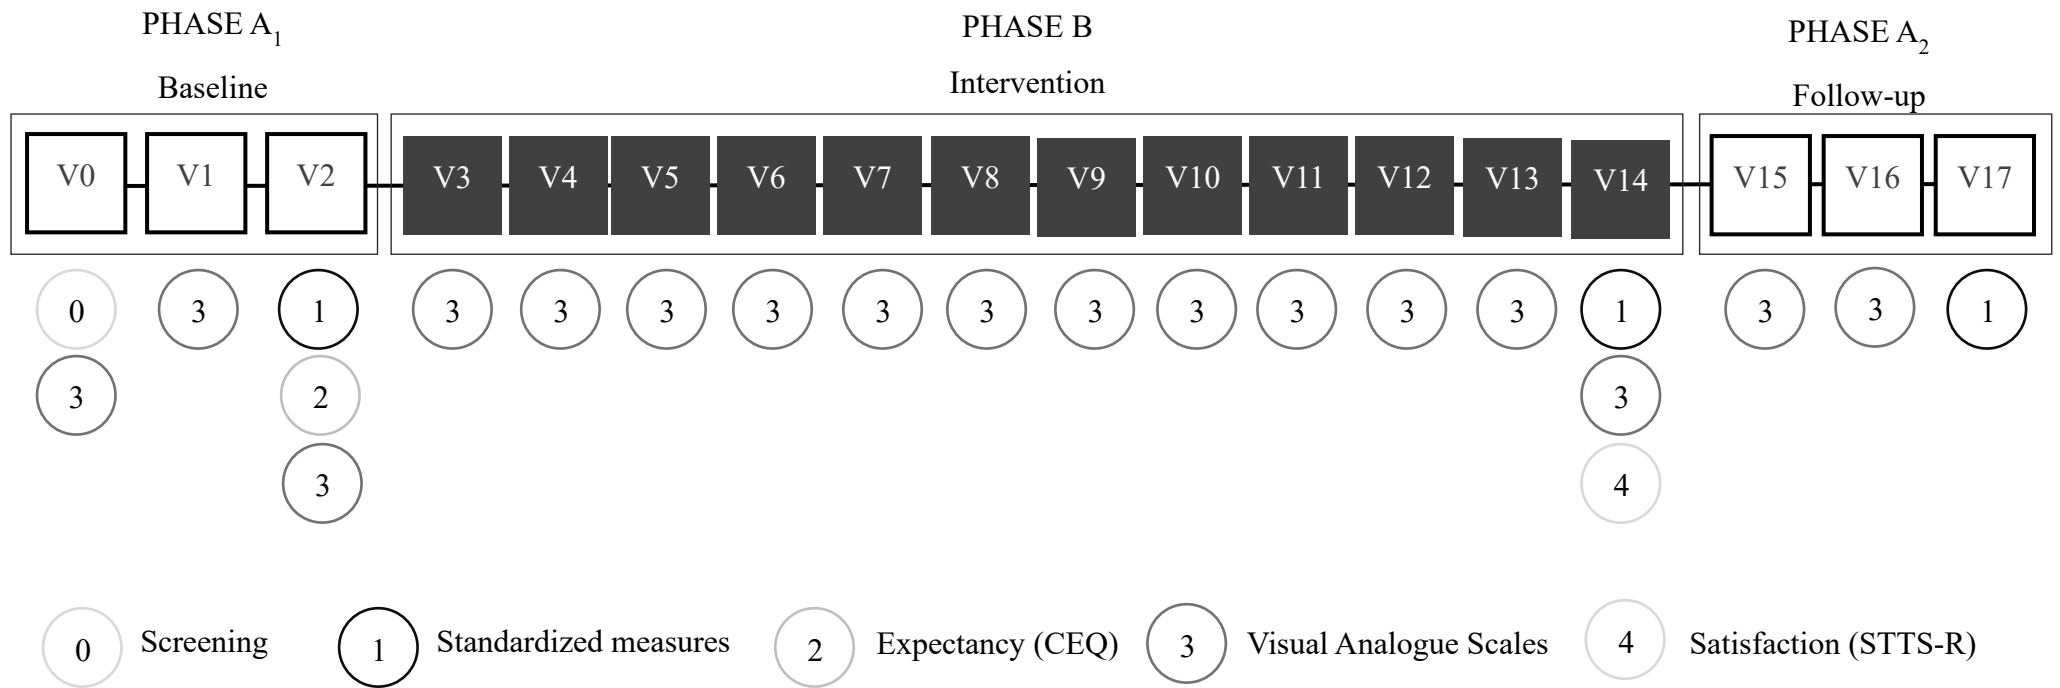 PHASE A1 PHASE B PHASE A2
Baseline Intervention Follow-up
V0 V1 V2 V3 V4 V5 V6 V7 V8 V9 V10 V11 V12 V13 V14 V15 V16 V17
0 3 1 3 3 3 3 3 3 3 3 3 3 3 1 3 3 1
3 2 3
3 4
0 Screening 1 Standardized measures 2 Expectancy (CEQ) 3 Visual Analogue Scales 4 Satisfaction (STTS-R)